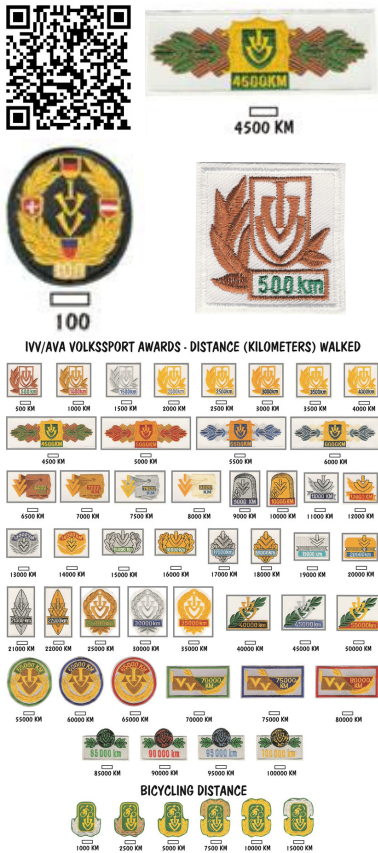 4500KM
4500 KM
100
100
500 km
IVV/AVA VOLKSSPORT AWARDS - DISTANCE (KILOMETERS) WALKED
500 KM 1000 KM 1500 KM 2000 KM 2500 KM 3000 KM 3500 KM 4000 KM
4500 KM 5000 KM 5500 KM 6000 KM
6500 KM 7000 KM 7500 KM 8000 KM 9000 KM 10000 KM 11000 KM 12000 KM
13000 KM 14000 KM 15000 KM 16000 KM 17000 KM 18000 KM 19000 KM 20000 KM
21000 KM 22000 KM 25000 KM 30000 KM 35000 KM 40000 KM 45000 KM 50000 KM
55000 KM 60000 KM 65000 KM 70000 KM 75000 KM 80000 KM
85000 KM 90000 KM 95000 KM 100000 KM
BICYCLING DISTANCE
1000 KM 2500 KM 5000 KM 7500 KM 10000 KM 15000 KM